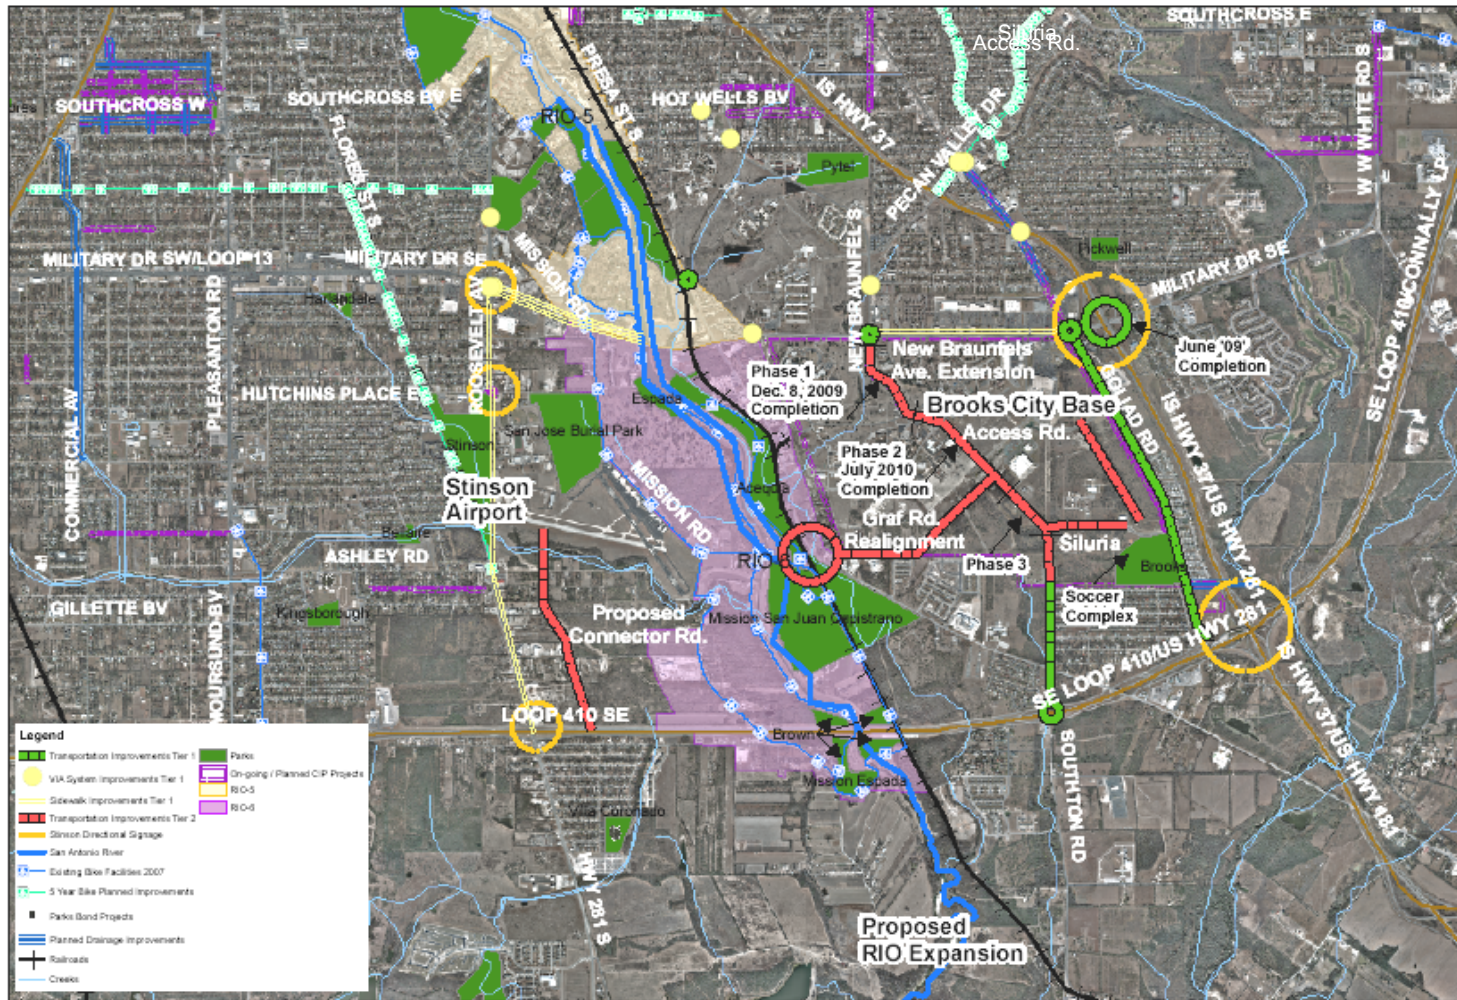 SOUTHCROSS E
Siluria
Access Rd.
SOUTHCROSS W
SOUTHCROSS BV E
RIO-5
PRESA ST S
HOT WELLS BV
IS HWY 37
PECAN VALLEY DR
W W WHITE RD S
FLORES ST S
Pytel
SE LOOP 410/CONNALLY LP
MILITARY DR SW/LOOP 13
MILITARY DR SE
MISSION RD
Pickwell
MILITARY DR SE
Harlandale
PLEASANTON RD
ROOSEVELT AV
NEW BRAUNFELS
June '09'
Completion
New Braunfels
Ave. Extension
Phase 1
Dec. 8, 2009
Completion
GOLIAD RD
HUTCHINS PLACE E
Espada
Brooks City Base
Access Rd.
IS HWY 37/US HWY 281
COMMERCIAL AV
Stinson
San Jose Burial Park
Phase 2
July 2010
Completion
Stinson
Airport
MISSION RD
Acequia
Graf Rd.
Realignment
Bellaire
ASHLEY RD
RIO-6
Siluria
Phase 3
Brooks
GILLETTE BV
Kingsborough
Proposed
Connector Rd.
Mission San Juan Capistrano
Soccer
Complex
MOURSUND BV
SE LOOP 410/US HWY 281
IS HWY 37/US HWY 181
LOOP 410 SE
Brown
SOUTHTON RD
Mission Espada
Villa Coronado
HWY 281 S
Proposed
RIO Expansion
Legend
Transportation Improvements Tier 1
VIA System Improvements Tier 1
Sidewalk Improvements Tier 1
Transportation Improvements Tier 2
Stinson Directional Signage
San Antonio River
Existing Bike Facilities 2007
5 Year Bike Planned Improvements
Parks Bond Projects
Planned Drainage Improvements
Railroads
Creeks
Parks
On-going / Planned CIP Projects
RIO-5
RIO-6